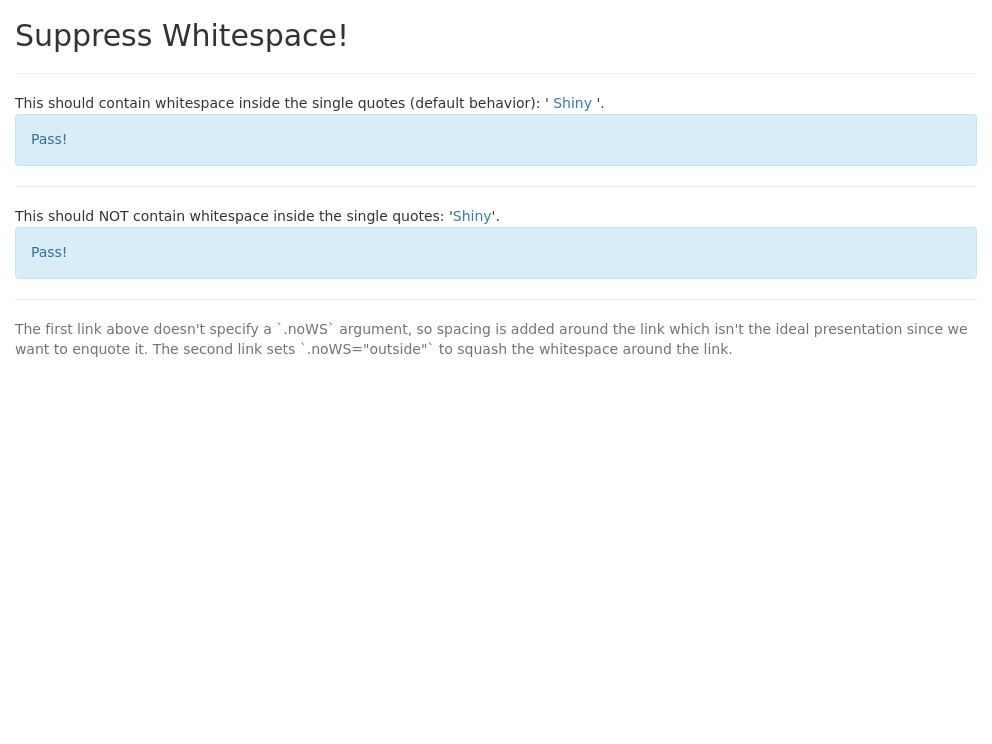 Suppress Whitespace!
This should contain whitespace inside the single quotes (default behavior): ' Shiny '.
Pass!
This should NOT contain whitespace inside the single quotes: 'Shiny'.
Pass!
The first link above doesn't specify a `.noWS` argument, so spacing is added around the link which isn't the ideal presentation since we
want to enquote it. The second link sets `.noWS="outside"` to squash the whitespace around the link.